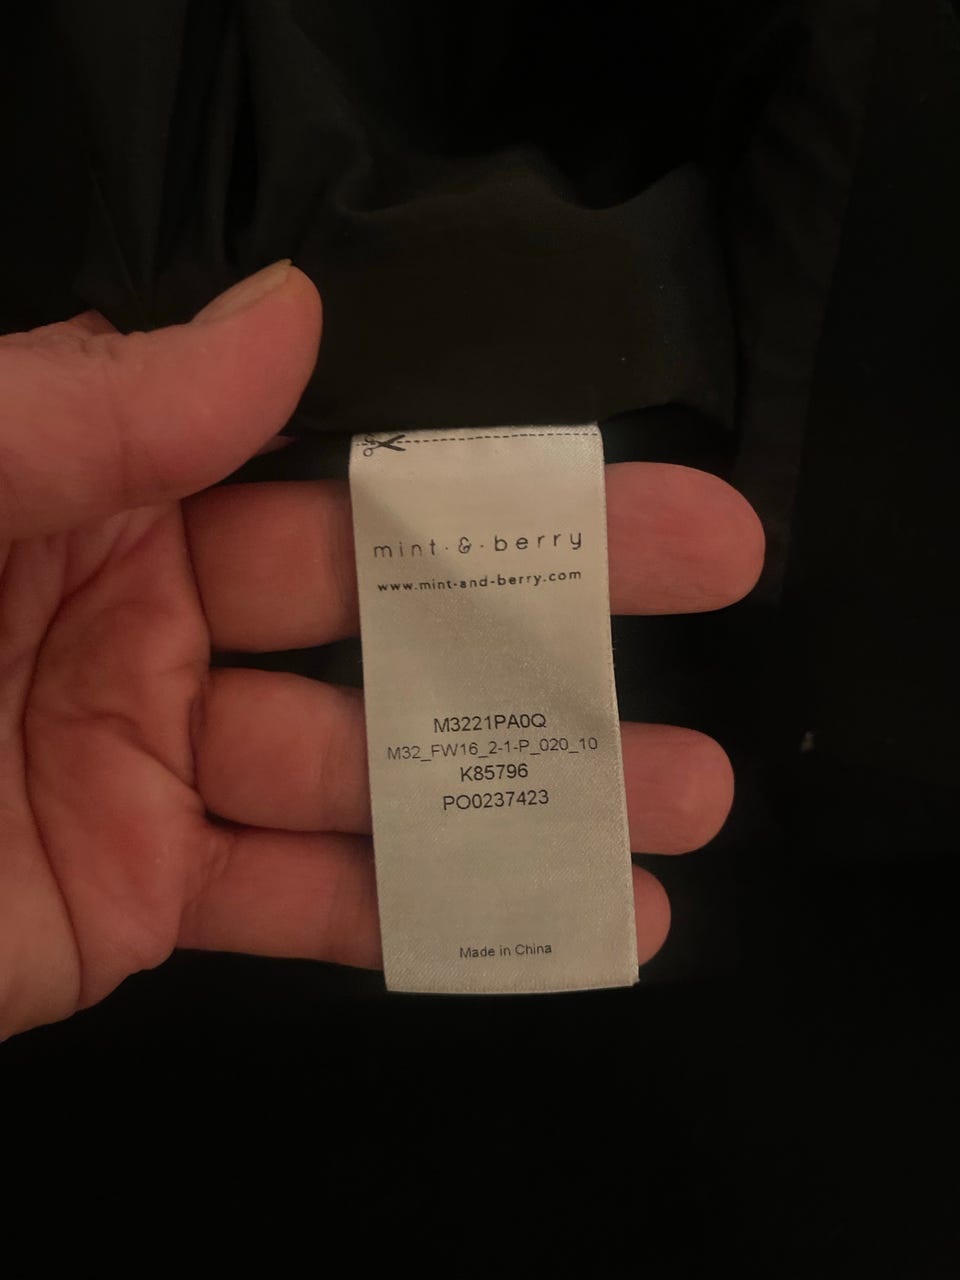 mint·&·berry
www.mint-and-berry.com
M3221PA0Q
M32_FW16_2-1-P_020_10
K85796
PO0237423
Made in China